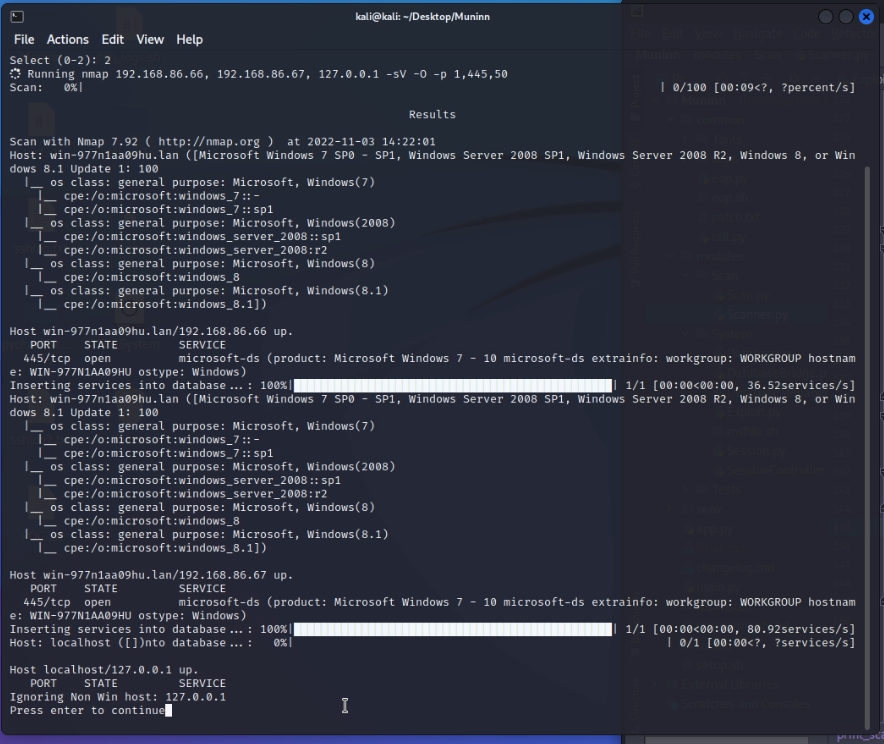 kali@kali: ~/Desktop/Muninn
File Actions Edit View Help
Select (0-2): 2
Running nmap 192.168.86.66, 192.168.86.67, 127.0.0.1 -sV -O -p 1,445,50
Scan: 0%| | 0/100 [00:09<?, ?percent/s]
Results
Scan with Nmap 7.92 ( http://nmap.org ) at 2022-11-03 14:22:01
Host: win-977n1aa09hu.lan ([Microsoft Windows 7 SP0 - SP1, Windows Server 2008 SP1, Windows Server 2008 R2, Windows 8, or Win
dows 8.1 Update 1: 100
|__ os class: general purpose: Microsoft, Windows(7)
|__ cpe:/o:microsoft:windows_7::-
|__ cpe:/o:microsoft:windows_7::sp1
|__ os class: general purpose: Microsoft, Windows(2008)
|__ cpe:/o:microsoft:windows_server_2008::sp1
|__ cpe:/o:microsoft:windows_server_2008:r2
|__ os class: general purpose: Microsoft, Windows(8)
|__ cpe:/o:microsoft:windows_8
|__ os class: general purpose: Microsoft, Windows(8.1)
|__ cpe:/o:microsoft:windows_8.1])
Host win-977n1aa09hu.lan/192.168.86.66 up.
PORT STATE SERVICE
445/tcp open microsoft-ds (product: Microsoft Windows 7 - 10 microsoft-ds extrainfo: workgroup: WORKGROUP hostnam
e: WIN-977N1AA09HU ostype: Windows)
Inserting services into database...: 100%| | 1/1 [00:00<00:00, 36.52services/s]
Host: win-977n1aa09hu.lan ([Microsoft Windows 7 SP0 - SP1, Windows Server 2008 SP1, Windows Server 2008 R2, Windows 8, or Win
dows 8.1 Update 1: 100
|__ os class: general purpose: Microsoft, Windows(7)
|__ cpe:/o:microsoft:windows_7::-
|__ cpe:/o:microsoft:windows_7::sp1
|__ os class: general purpose: Microsoft, Windows(2008)
|__ cpe:/o:microsoft:windows_server_2008::sp1
|__ cpe:/o:microsoft:windows_server_2008:r2
|__ os class: general purpose: Microsoft, Windows(8)
|__ cpe:/o:microsoft:windows_8
|__ os class: general purpose: Microsoft, Windows(8.1)
|__ cpe:/o:microsoft:windows_8.1])
Host win-977n1aa09hu.lan/192.168.86.67 up.
PORT STATE SERVICE
445/tcp open microsoft-ds (product: Microsoft Windows 7 - 10 microsoft-ds extrainfo: workgroup: WORKGROUP hostnam
e: WIN-977N1AA09HU ostype: Windows)
Inserting services into database...: 100%| | 1/1 [00:00<00:00, 80.92services/s]
Host: localhost ([])nto database...: 0%| | 0/1 [00:00<?, ?services/s]
Host localhost/127.0.0.1 up.
PORT STATE SERVICE
Ignoring Non Win host: 127.0.0.1
Press enter to continue